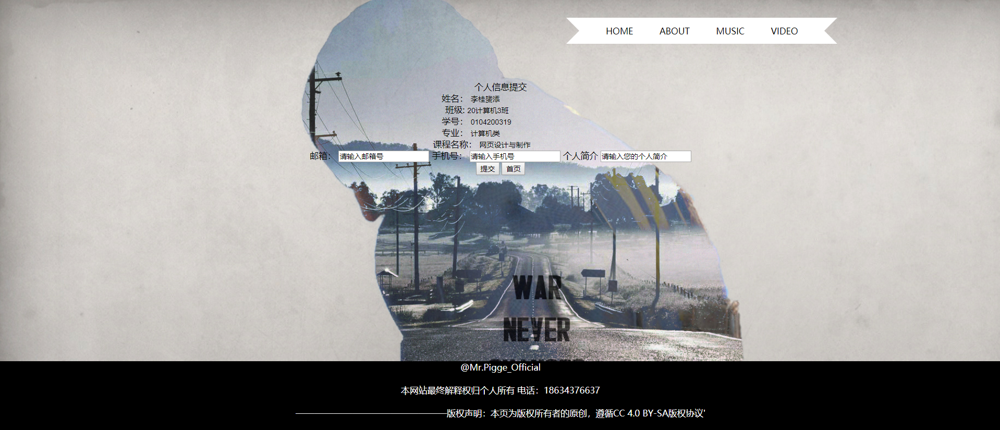 HOME ABOUT MUSIC VIDEO
个人信息提交
姓名： 李桂莶添
班级: 20计算机3班
学号： 0104200319
专业： 计算机类
课程名称： 网页设计与制作
邮箱： 请输入邮箱号 手机号： 请输入手机号 个人简介 请输入您的个人简介
提交 首页
WAR
NEVER
@Mr.Pigge_Official
本网站最终解释权归个人所有 电话：18634376637
—————————————————版权声明：本页为版权所有者的原创，遵循CC 4.0 BY-SA版权协议'